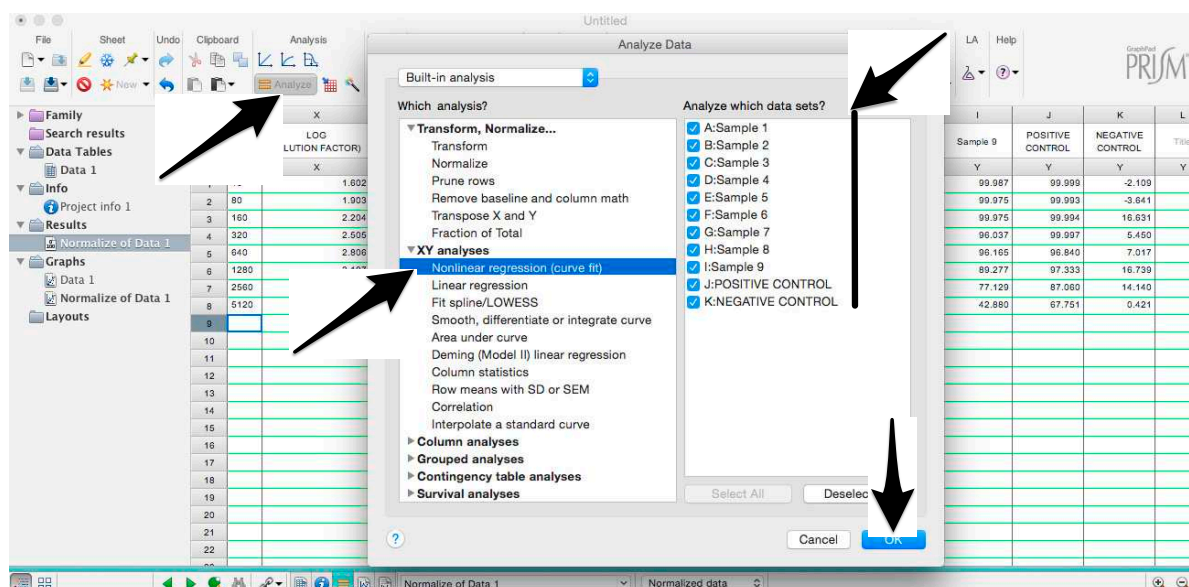 Untitled
File Sheet Undo Clipboard Analysis LA Help
New
Analyze
GraphPad
PRISM
Family
Search results
Data Tables
Data 1
Info
Project info 1
Results
Normalize of Data 1
Graphs
Data 1
Normalize of Data 1
Layouts
X
LOG
LUTION FACTOR)
X
1.602
2 80 1.903
3 160 2.204
4 320 2.505
5 640 2.806
6 1280
7 2560
8 5120
9
10
11
12
13
14
15
16
17
18
19
20
21
22
Analyze Data
Built-in analysis
Which analysis?
Transform, Normalize...
Transform
Normalize
Prune rows
Remove baseline and column math
Transpose X and Y
Fraction of Total
XY analyses
Nonlinear regression (curve fit)
Linear regression
Fit spline/LOWESS
Smooth, differentiate or integrate curve
Area under curve
Deming (Model II) linear regression
Column statistics
Row means with SD or SEM
Correlation
Interpolate a standard curve
Column analyses
Grouped analyses
Contingency table analyses
Survival analyses
Analyze which data sets?
A:Sample 1
B:Sample 2
C:Sample 3
D:Sample 4
E:Sample 5
F:Sample 6
G:Sample 7
H:Sample 8
I:Sample 9
J:POSITIVE CONTROL
K:NEGATIVE CONTROL
Select All Deselec
? Cancel OK
I J K L
Sample 9 POSITIVE CONTROL NEGATIVE CONTROL Title
Y Y Y Y
99.987 99.999 -2.109
99.975 99.993 -3.641
99.975 99.994 16.631
96.037 99.997 5.450
96.165 96.840 7.017
89.277 97.333 16.739
77.129 87.060 14.140
42.880 67.751 0.421
Normalize of Data 1 Normalized data